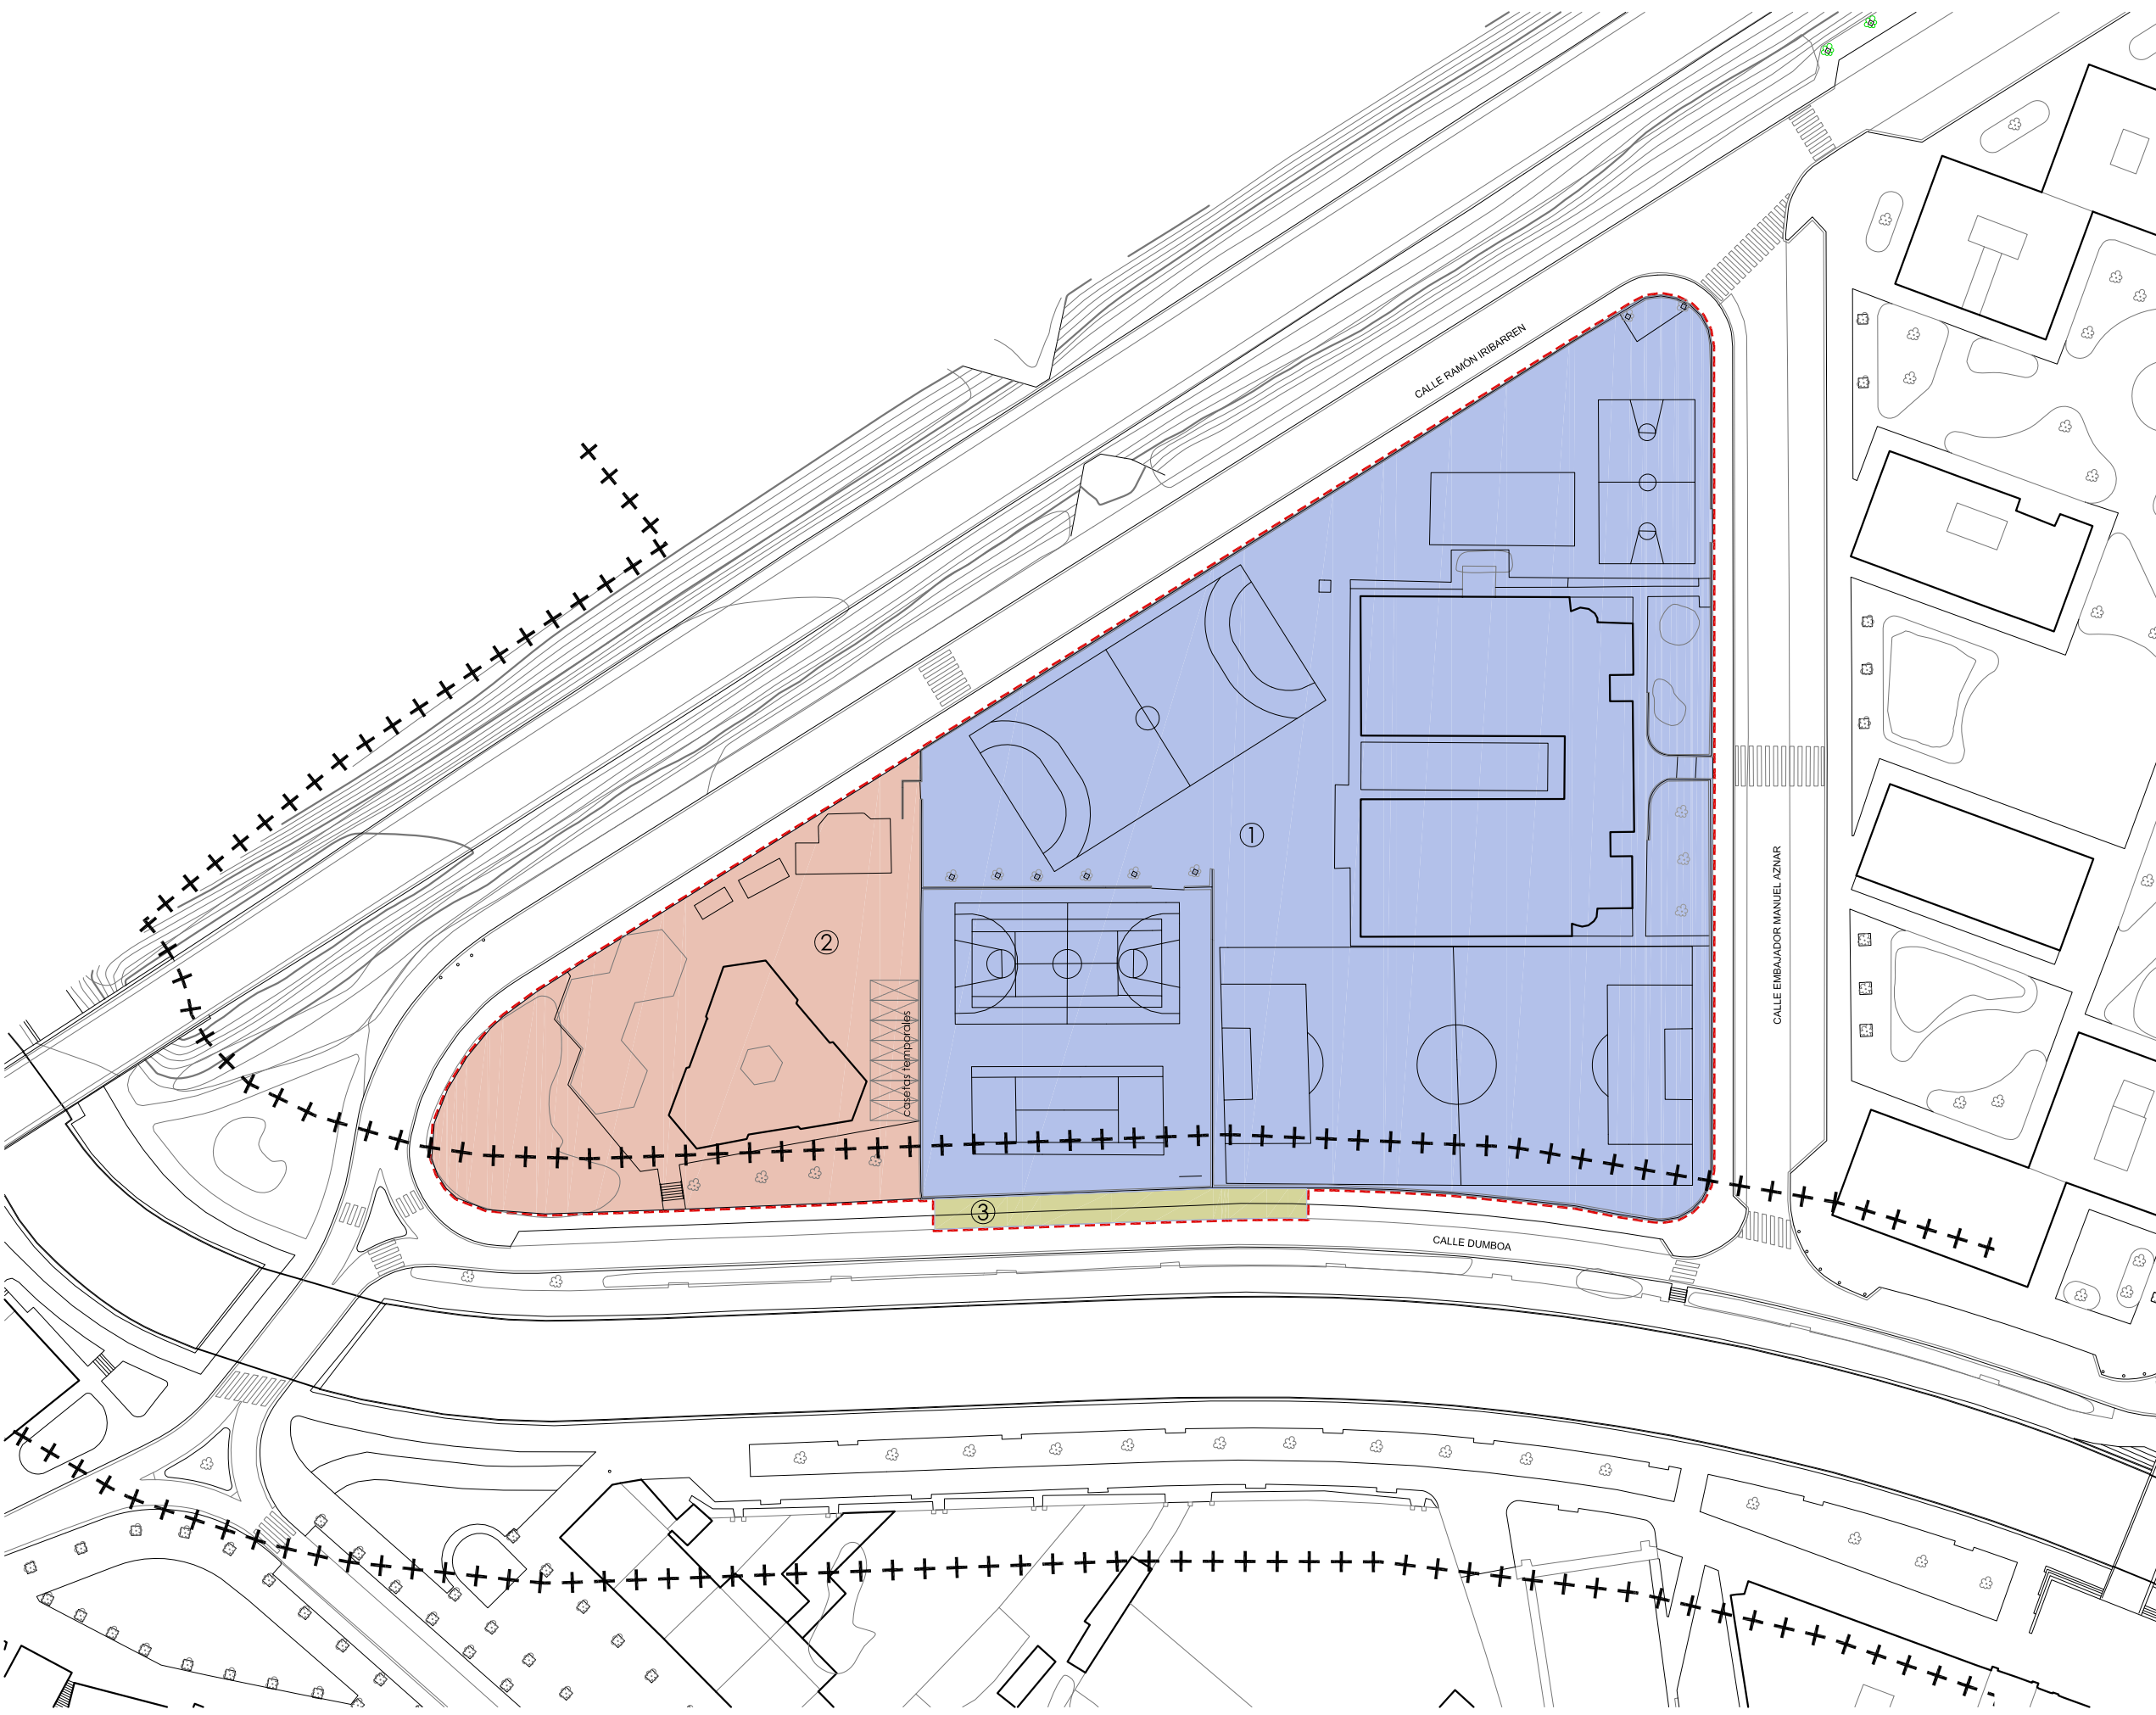 CALLE RAMÓN IRIBARREN
①
CALLE EMBAJADOR MANUEL AZNAR
②
casetas temporales
③
CALLE DUMBOA